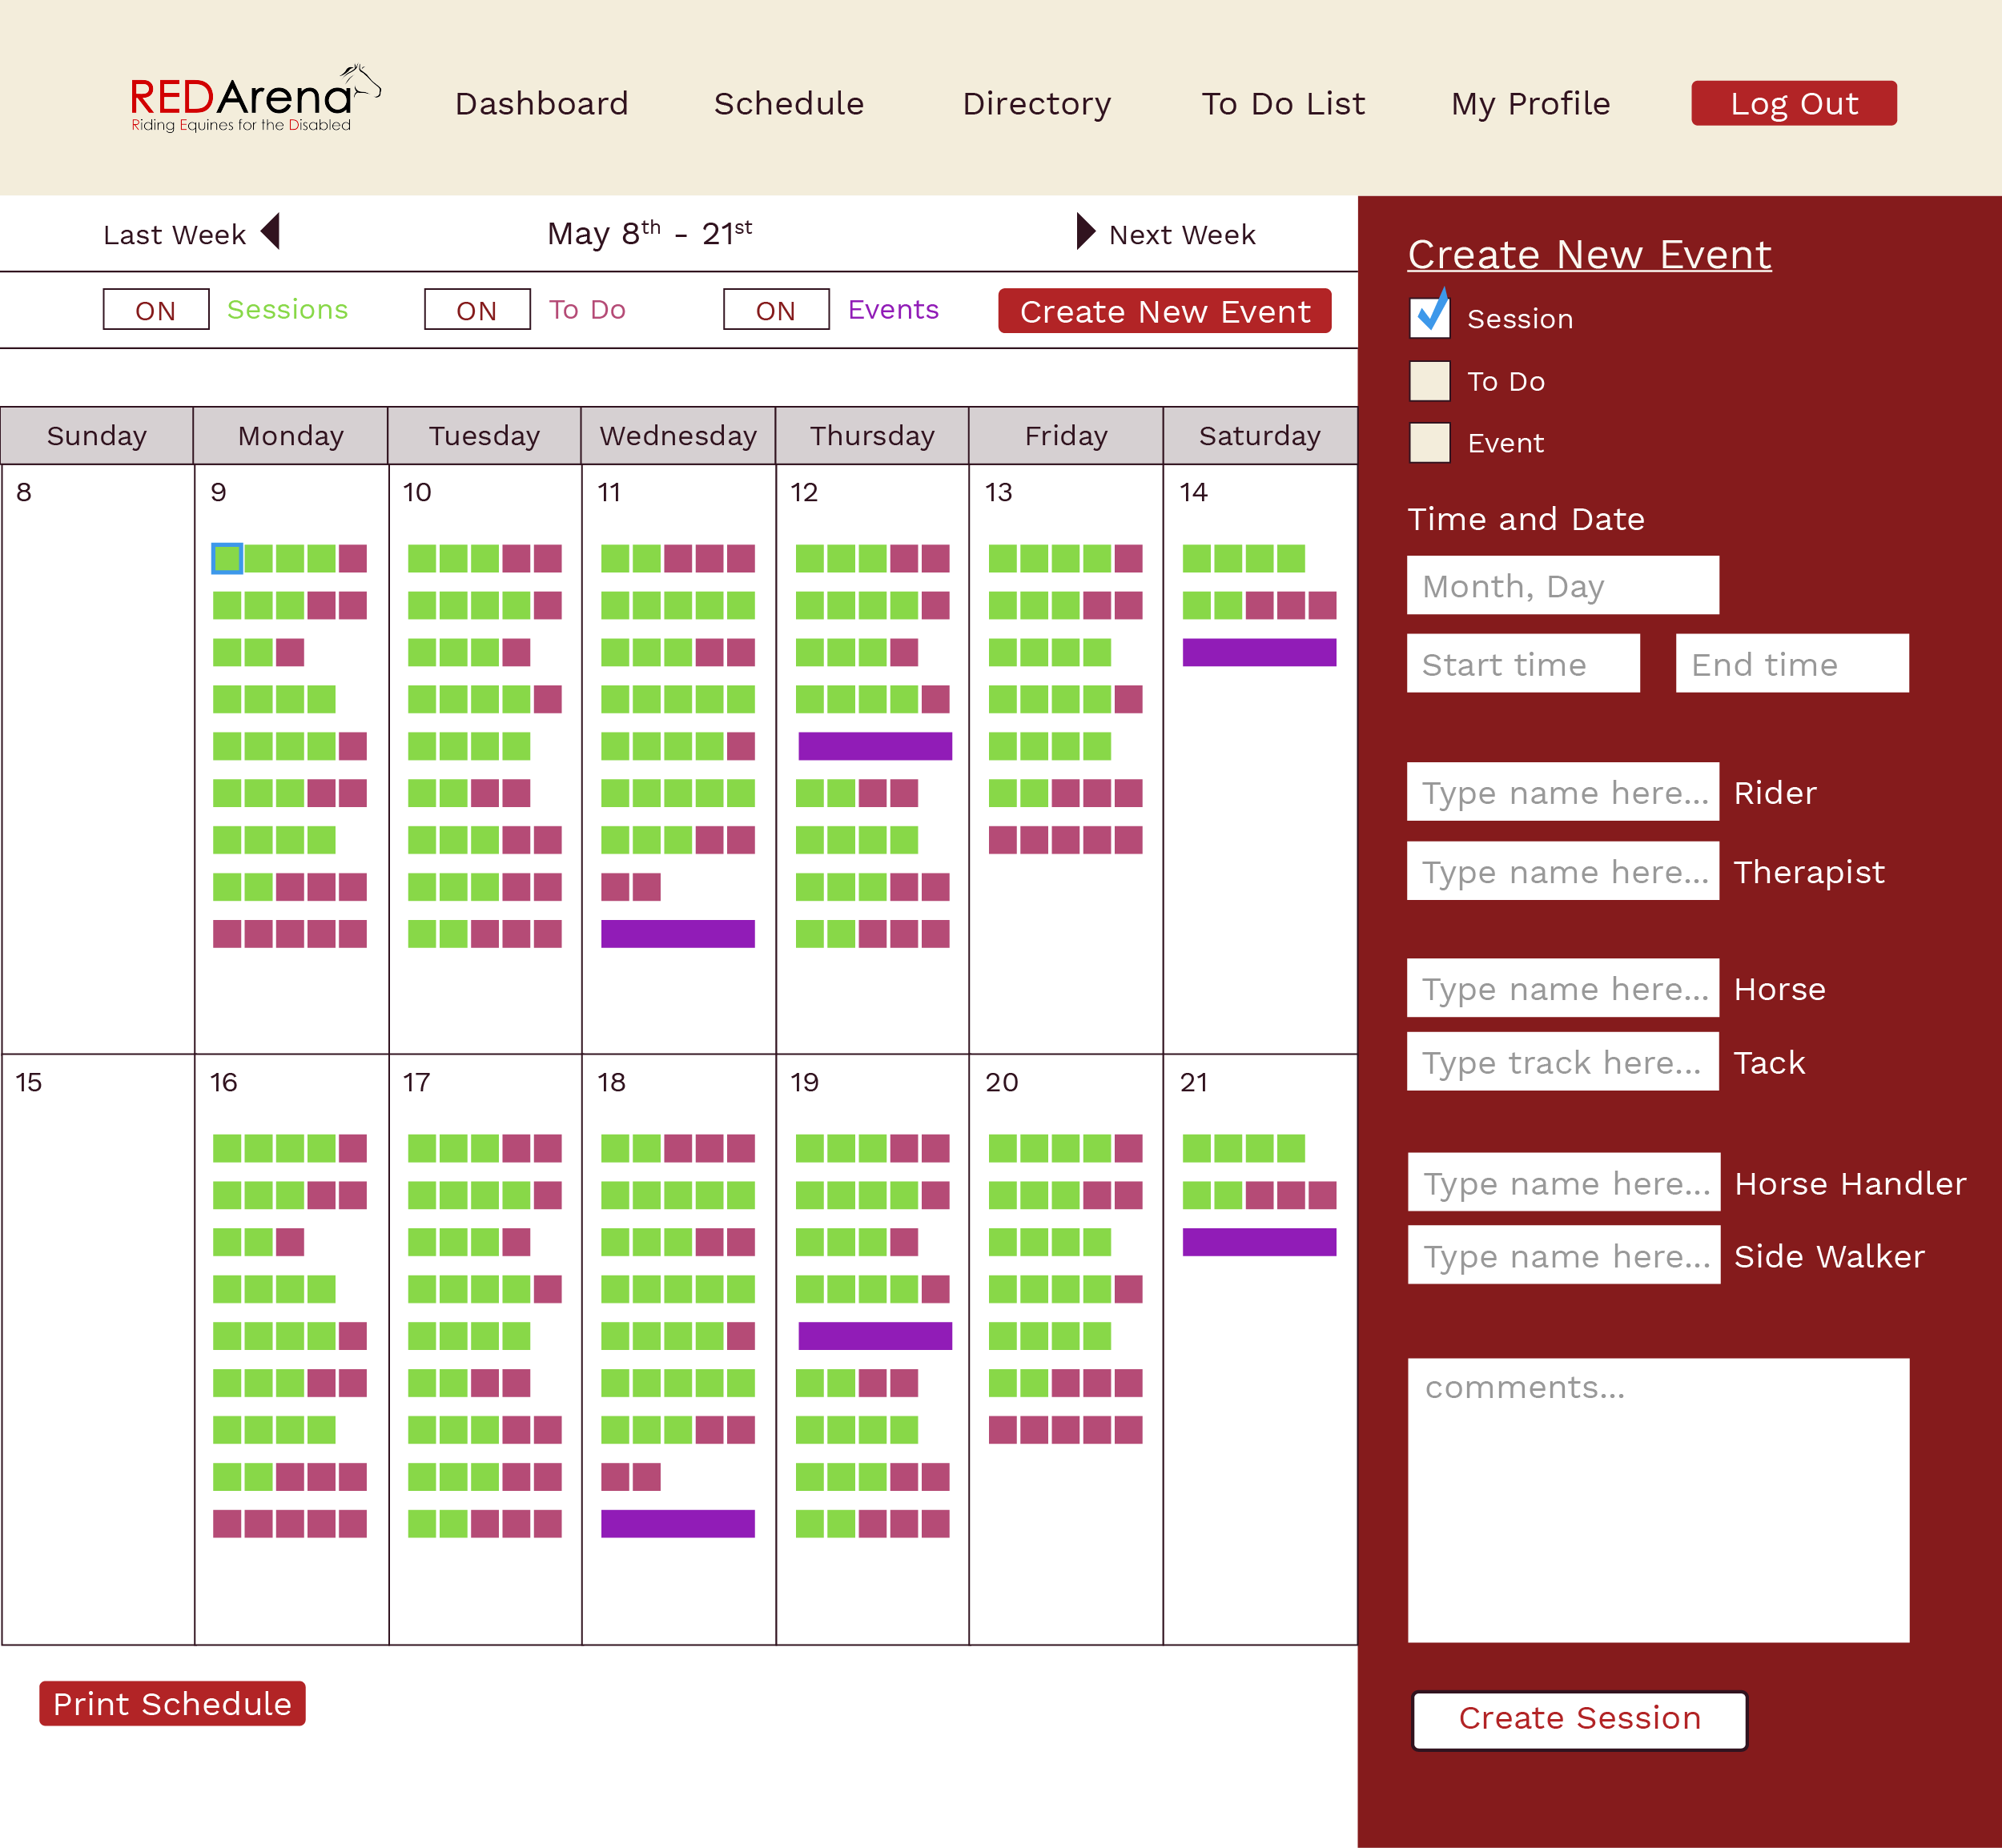 REDArena
Riding Equines for the Disabled
Dashboard
Schedule
Directory
To Do List
My Profile
Log Out
Last Week
May 8th - 21st
Next Week
ON
Sessions
ON
To Do
ON
Events
Create New Event
Sunday
Monday
Tuesday
Wednesday
Thursday
Friday
Saturday
8
9
10
11
12
13
14
15
16
17
18
19
20
21
Print Schedule
Create New Event
Session
To Do
Event
Time and Date
Month, Day
Start time
End time
Type name here...
Rider
Type name here...
Therapist
Type name here...
Horse
Type track here...
Tack
Type name here...
Horse Handler
Type name here...
Side Walker
comments...
Create Session